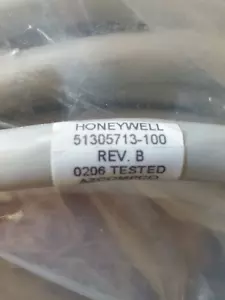 HONEYWELL
51305713-100
REV. B
0206 TESTED